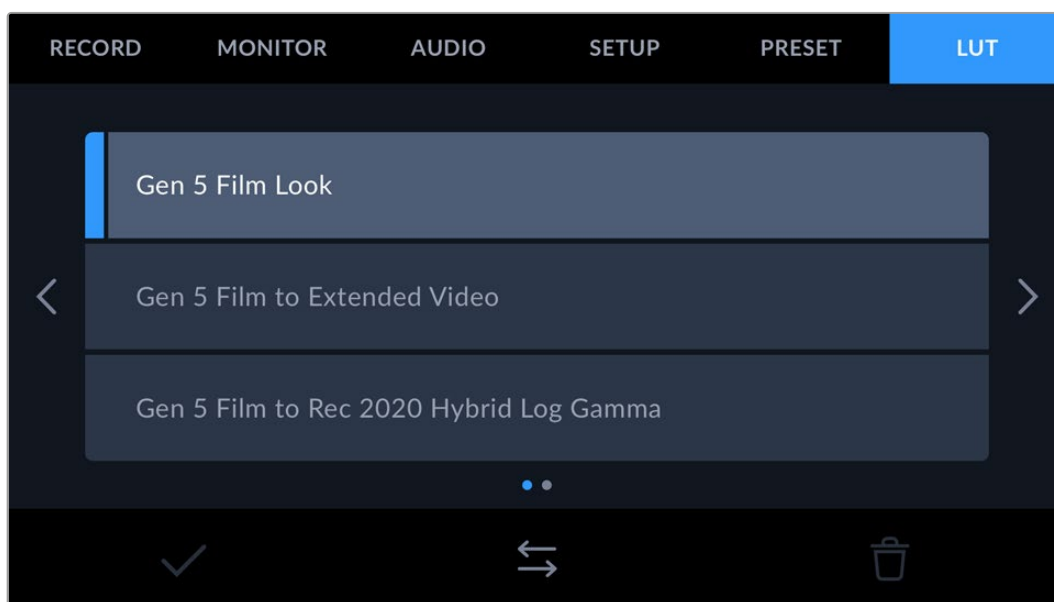 RECORD MONITOR AUDIO SETUP PRESET LUT
Gen 5 Film Look
Gen 5 Film to Extended Video
Gen 5 Film to Rec 2020 Hybrid Log Gamma